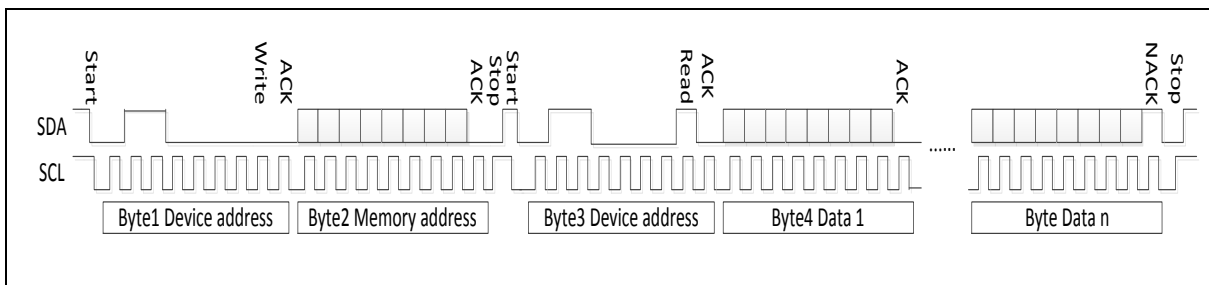 Start Write ACK ACK Stop Start Read ACK ACK NACK Stop
SDA
......
SCL
Byte1 Device address Byte2 Memory address Byte3 Device address Byte4 Data 1 Byte Data n